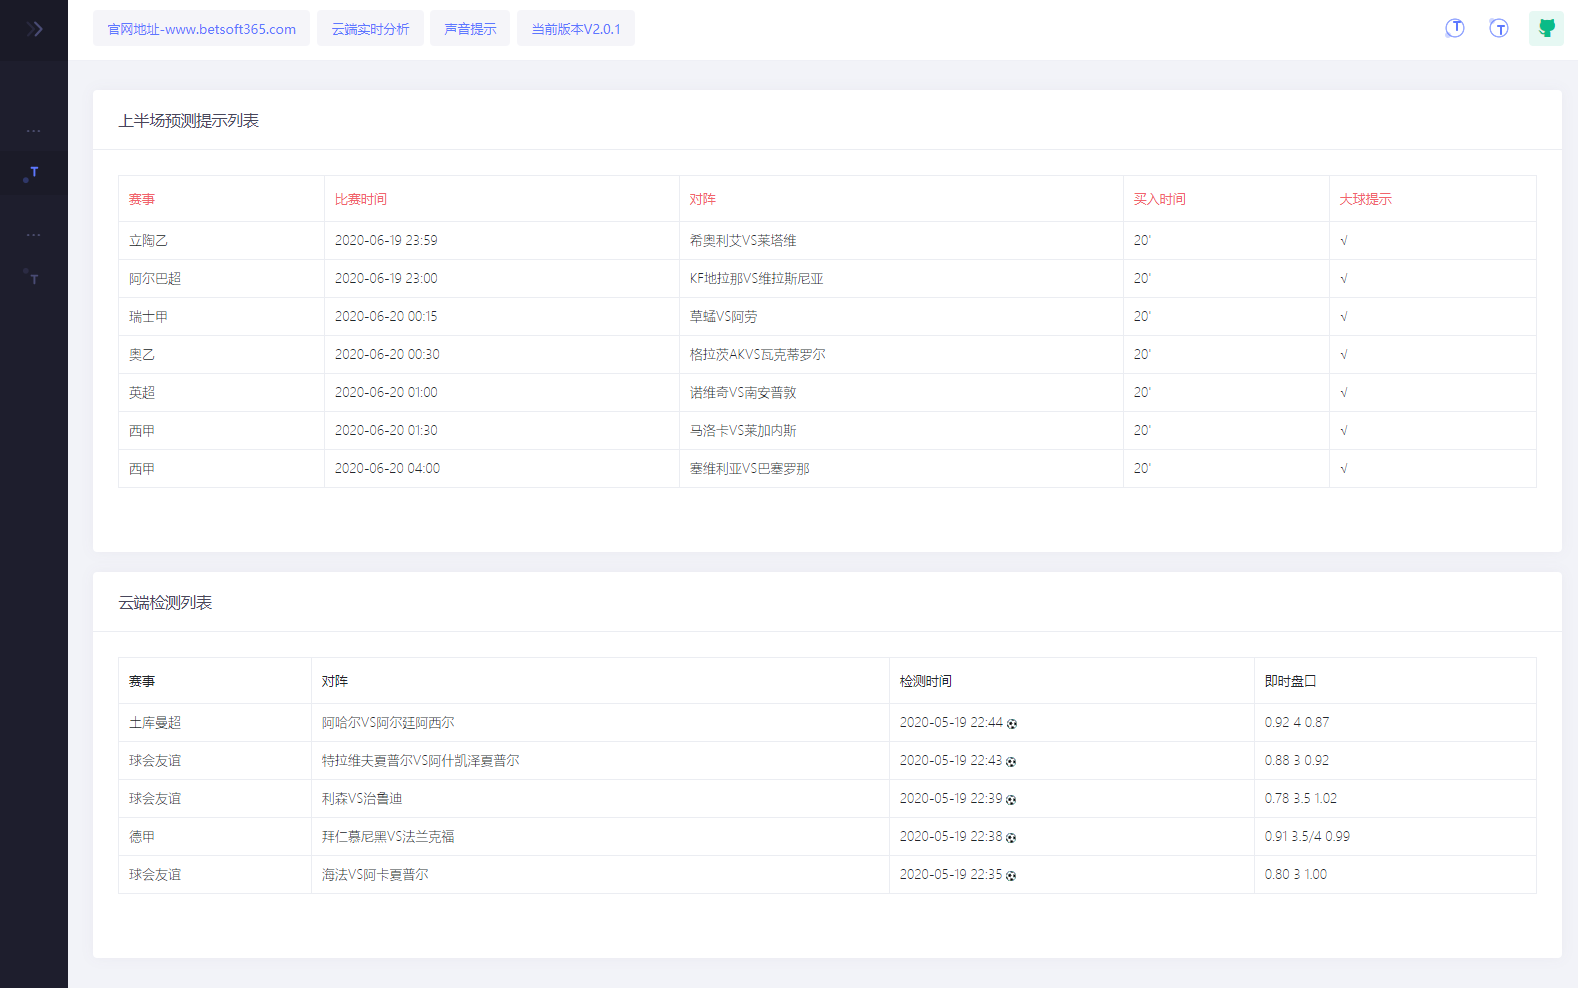 官网地址-www.betsoft365.com 云端实时分析 声音提示 当前版本V2.0.1
上半场预测提示列表
赛事 比赛时间 对阵 买入时间 大球提示
立陶乙 2020-06-19 23:59 希奥利艾VS莱塔维 20' √
阿尔巴超 2020-06-19 23:00 KF地拉那VS维拉斯尼亚 20' √
瑞士甲 2020-06-20 00:15 草蜢VS阿劳 20' √
奥乙 2020-06-20 00:30 格拉茨AKVS瓦克蒂罗尔 20' √
英超 2020-06-20 01:00 诺维奇VS南安普敦 20' √
西甲 2020-06-20 01:30 马洛卡VS莱加内斯 20' √
西甲 2020-06-20 04:00 塞维利亚VS巴塞罗那 20' √
云端检测列表
赛事 对阵 检测时间 即时盘口
土库曼超 阿哈尔VS阿尔廷阿西尔 2020-05-19 22:44 0.92 4 0.87
球会友谊 特拉维夫夏普尔VS阿什凯泽夏普尔 2020-05-19 22:43 0.88 3 0.92
球会友谊 利森VS治鲁迪 2020-05-19 22:39 0.78 3.5 1.02
德甲 拜仁慕尼黑VS法兰克福 2020-05-19 22:38 0.91 3.5/4 0.99
球会友谊 海法VS阿卡夏普尔 2020-05-19 22:35 0.80 3 1.00